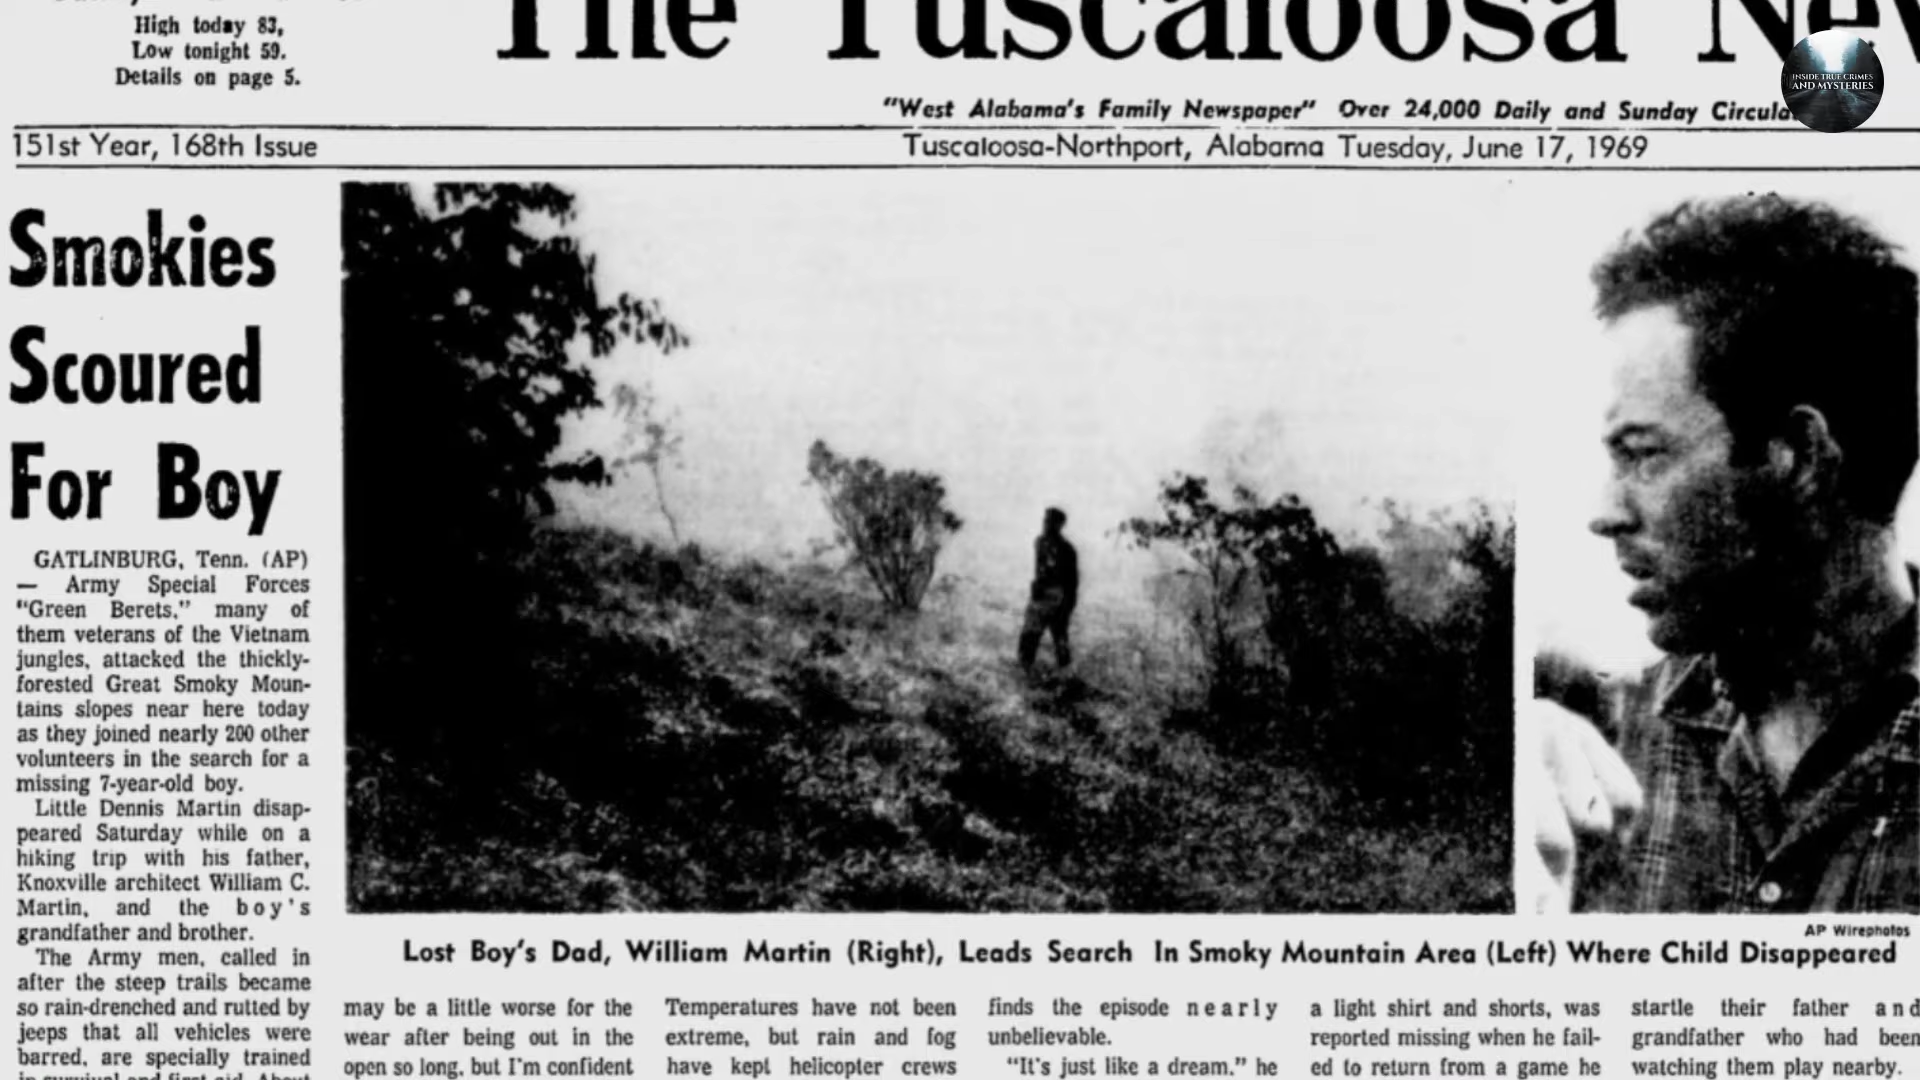 High today 83,
Low tonight 59.
Details on page 5.
The Tuscaloosa
"West Alabama's Family Newspaper" Over 24,000 Daily and Sunday
INSIDE TRUE CRIMES
AND MYSTERIES
151st Year, 168th Issue
Tuscaloosa-Northport, Alabama Tuesday, June 17, 1969
Smokies
Scoured
For Boy
GATLINBURG, Tenn. (AP)
— Army Special Forces
"Green Berets," many of
them veterans of the Vietnam
jungles, attacked the thickly-
forested Great Smoky Moun-
tains slopes near here today
as they joined nearly 200 other
volunteers in the search for a
missing 7-year-old boy.
Little Dennis Martin disap-
peared Saturday while on a
hiking trip with his father,
Knoxville architect William C.
Martin, and the boy's
grandfather and brother.
The Army men, called in
after the steep trails became
so rain-drenched and rutted by
jeeps that all vehicles were
barred, are specially trained
AP Wirephotos
Lost Boy's Dad, William Martin (Right), Leads Search In Smoky Mountain Area (Left) Where Child Disappeared
may be a little worse for the
wear after being out in the
open so long, but I'm confident
Temperatures have not been
extreme, but rain and fog
have kept helicopter crews
finds the episode nearly
unbelievable.
"It's just like a dream," he
a light shirt and shorts, was
reported missing when he fail-
ed to return from a game he
startle their father and
grandfather who had been
watching them play nearby.